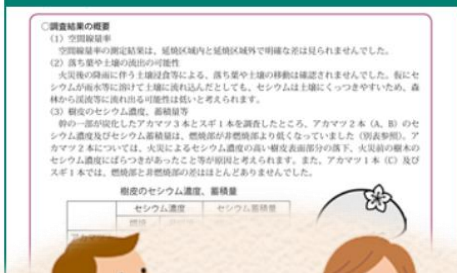 ○調査結果の概要
（1）空間線量率
空間線量率の測定結果は、延焼区域内と延焼区域外で明確な差は見られませんでした。
（2）落ち葉や土壌の流出の可能性
火災後の降雨に伴う土壌浸食等による、落ち葉や土壌の移動は確認されませんでした。仮にセ
シウムが雨水等に溶けて土壌に流れ込んだとしても、セシウムは土壌にくっつきやすいため、森
林から渓流等に流れ出る可能性は低いと考えられます。
（3）樹皮のセシウム濃度、蓄積量等
幹の一部が炭化したアカマツ3本とスギ1本を調査したところ、アカマツ2本（A、B）のセ
シウム濃度及びセシウム蓄積量は、燃焼部が非燃焼部より低くなっていました（別表参照）。ア
カマツ2本については、火災によるセシウム濃度の高い樹皮表面部分の落下、火災前の樹木の
セシウム濃度にばらつきがあったこと等が原因と考えられます。また、アカマツ1本（C）及び
スギ1本では、燃焼部と非燃焼部の差はほとんどありませんでした。
樹皮のセシウム濃度、蓄積量
セシウム濃度 セシウム蓄積量